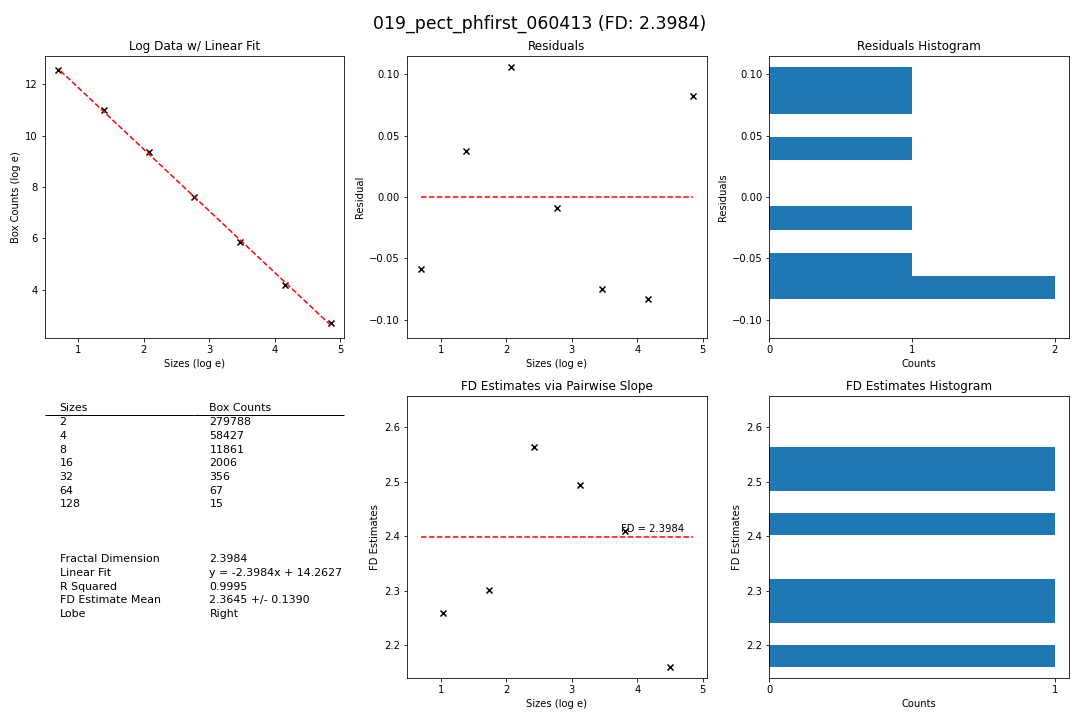 019_pect_phfirst_060413 (FD: 2.3984)
Log Data w/ Linear Fit
Box Counts (log e)
12
10
8
6
4
1 2 3 4 5
Sizes (log e)
Residuals
Residual
0.10
0.05
0.00
−0.05
−0.10
1 2 3 4 5
Sizes (log e)
Residuals Histogram
Residuals
0.10
0.05
0.00
−0.05
−0.10
0 1 2
Counts
Sizes Box Counts
2 279788
4 58427
8 11861
16 2006
32 356
64 67
128 15
Fractal Dimension 2.3984
Linear Fit y = -2.3984x + 14.2627
R Squared 0.9995
FD Estimate Mean 2.3645 +/- 0.1390
Lobe Right
FD Estimates via Pairwise Slope
FD Estimates
2.6
2.5
2.4
2.3
2.2
FD = 2.3984
1 2 3 4 5
Sizes (log e)
FD Estimates Histogram
FD Estimates
2.6
2.5
2.4
2.3
2.2
0 1
Counts